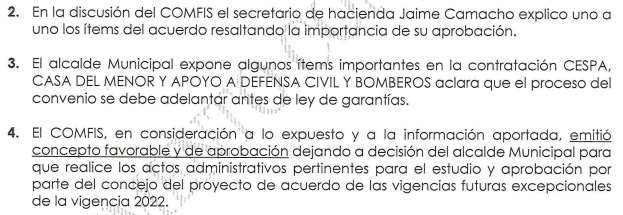 2. En la discusión del COMFIS el secretario de hacienda Jaime Camacho explico uno a
uno los ítems del acuerdo resaltando la importancia de su aprobación.
3. El alcalde Municipal expone algunos ítems importantes en la contratación CESPA,
CASA DEL MENOR Y APOYO A DEFENSA CIVIL Y BOMBEROS aclara que el proceso del
convenio se debe adelantar antes de ley de garantías.
4. El COMFIS, en consideración a lo expuesto y a la información aportada, emitió
concepto favorable y de aprobación dejando a decisión del alcalde Municipal para
que realice los actos administrativos pertinentes para el estudio y aprobación por
parte del concejo del proyecto de acuerdo de las vigencias futuras excepcionales
de la vigencia 2022.